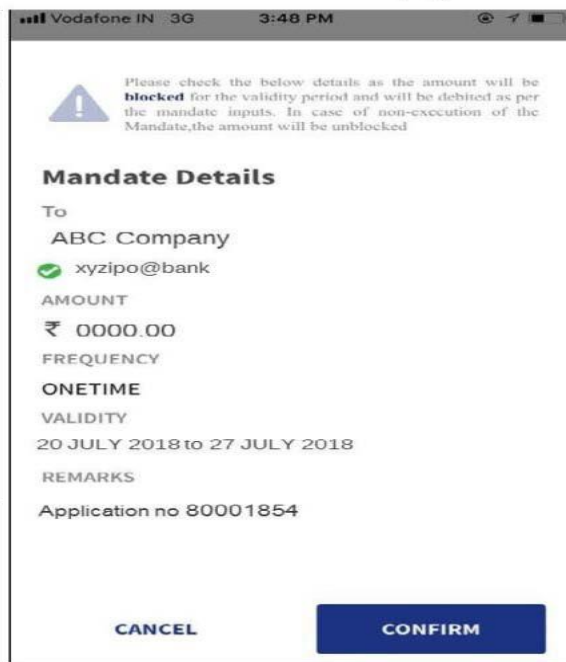 Vodafone IN 3G 3:48 PM
Please check the below details as the amount will be
blocked for the validity period and will be debited as per
the mandate inputs. In case of non-execution of the
Mandate,the amount will be unblocked
Mandate Details
To
ABC Company
xyzipo@bank
AMOUNT
₹ 0000.00
FREQUENCY
ONETIME
VALIDITY
20 JULY 2018 to 27 JULY 2018
REMARKS
Application no 80001854
CANCEL CONFIRM